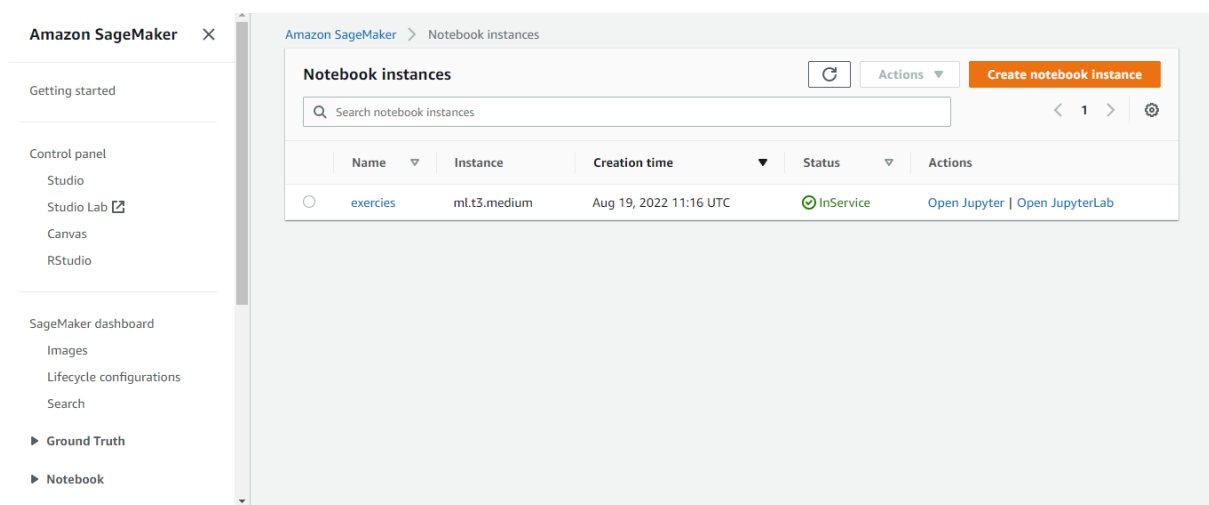 Amazon SageMaker
Getting started
Control panel
Studio
Studio Lab
Canvas
RStudio
SageMaker dashboard
Images
Lifecycle configurations
Search
Ground Truth
Notebook
Amazon SageMaker > Notebook instances
Notebook instances
Actions
Create notebook instance
Search notebook instances
1
Name Instance Creation time Status Actions
exercies ml.t3.medium Aug 19, 2022 11:16 UTC InService Open Jupyter | Open JupyterLab